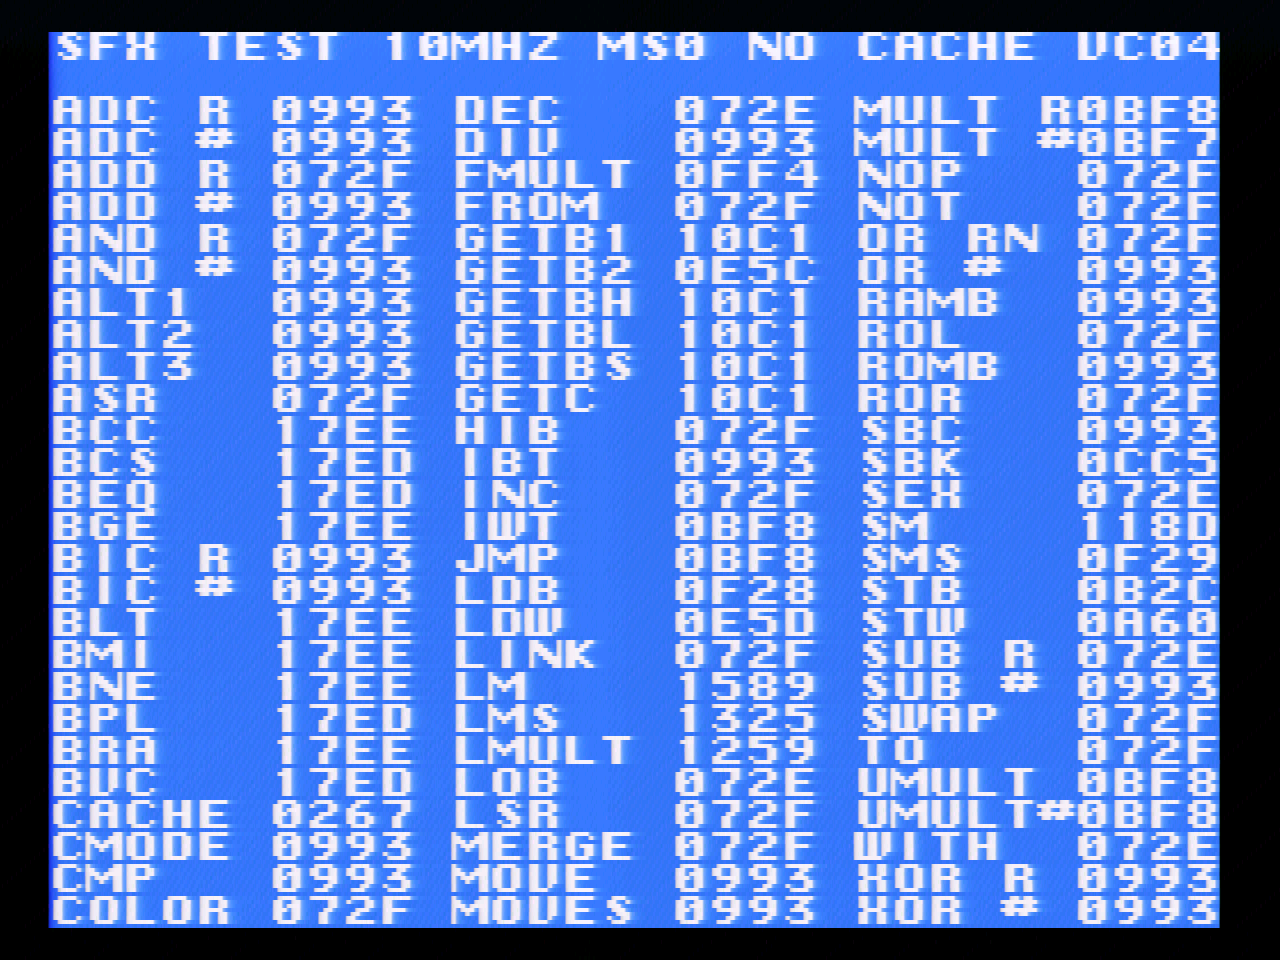 SFX TEST 10MHZ MS0 NO CACHE VC04
ADC R 0993 DEC 072E MULT R0BF8
ADC # 0993 DIV 0993 MULT #0BF7
ADD R 072F FMULT 0FF4 NOP 072F
ADD # 0993 FROM 072F NOT 072F
AND R 072F GETB1 10C1 OR RN 072F
AND # 0993 GETB2 0E5C OR # 0993
ALT1 0993 GETBH 10C1 RAMB 0993
ALT2 0993 GETBL 10C1 ROL 072F
ALT3 0993 GETBS 10C1 ROMB 0993
ASR 072F GETC 10C1 ROR 072F
BCC 17EE HIB 072F SBC 0993
BCS 17ED IBT 0993 SBK 0CC5
BEQ 17ED INC 072F SEX 072E
BGE 17EE IWT 0BF8 SM 118D
BIC R 0993 JMP 0BF8 SMS 0F29
BIC # 0993 LDB 0F28 STB 0B2C
BLT 17EE LDW 0E5D STW 0A60
BMI 17EE LINK 072F SUB R 072E
BNE 17EE LM 1589 SUB # 0993
BPL 17ED LMS 1325 SWAP 072F
BRA 17EE LMULT 1259 TO 072F
BVC 17ED LOB 072E UMULT 0BF8
CACHE 0267 LSR 072F UMULT#0BF8
CMODE 0993 MERGE 072F WITH 072E
CMP 0993 MOVE 0993 XOR R 0993
COLOR 072F MOVES 0993 XOR # 0993